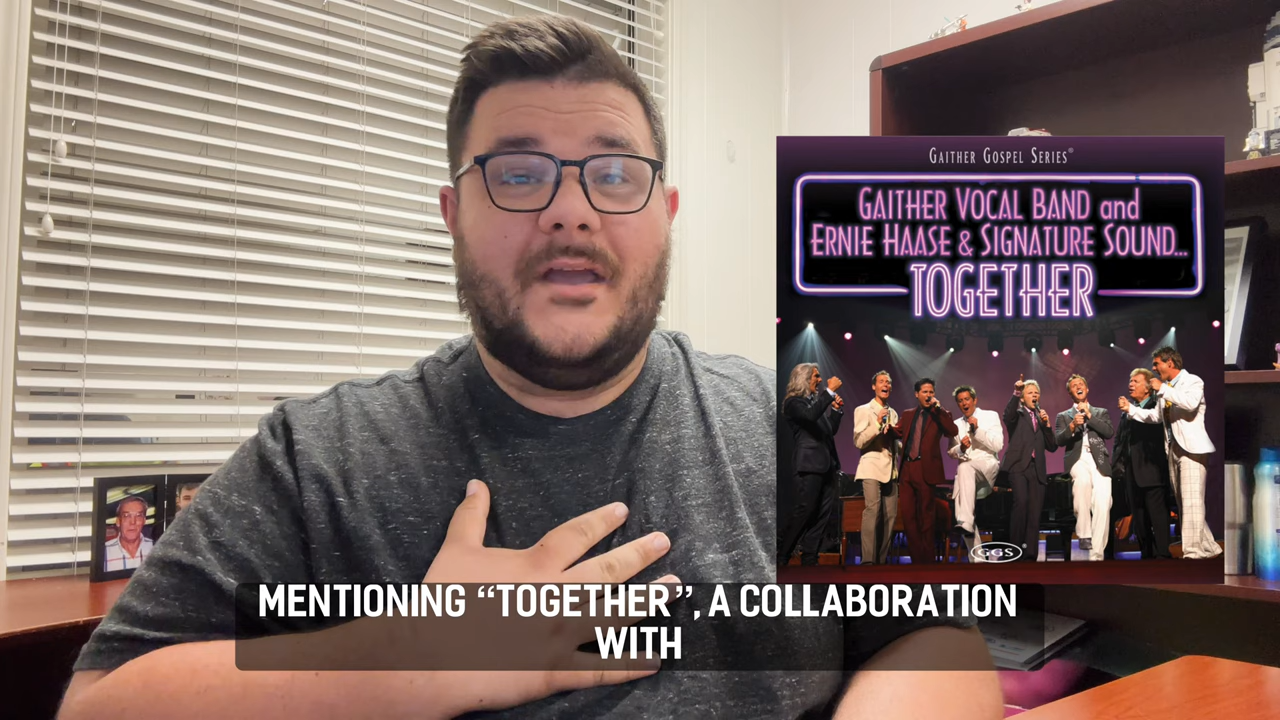 GAITHER GOSPEL SERIES®
GAITHER VOCAL BAND and
ERNIE HAASE & SIGNATURE SOUND...
TOGETHER
GGS®
MENTIONING “TOGETHER”, A COLLABORATION
WITH